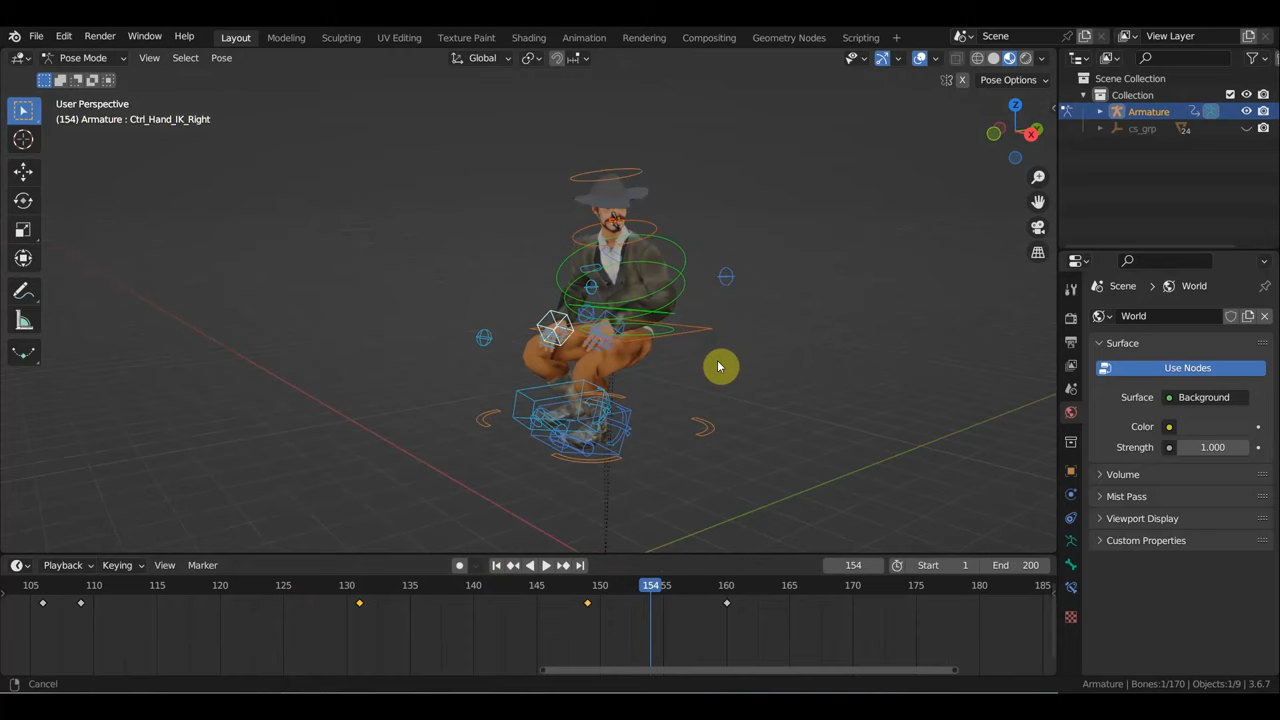 File Edit Render Window Help Layout Modeling Sculpting UV Editing Texture Paint Shading Animation Rendering Compositing Geometry Nodes Scripting + Scene View Layer
Pose Mode View Select Pose Global
X Pose Options
User Perspective
(154) Armature : Ctrl_Hand_IK_Right
Z
Y
X
Scene Collection
Collection
Armature
cs_grp 24
Scene > World
World
Surface
Use Nodes
Surface Background
Color
Strength 1.000
Volume
Mist Pass
Viewport Display
Custom Properties
Playback Keying View Marker 154 Start 1 End 200
105 110 115 120 125 130 135 140 145 150 154 155 160 165 170 175 180 185
Cancel Armature | Bones:1/170 | Objects:1/9 | 3.6.7